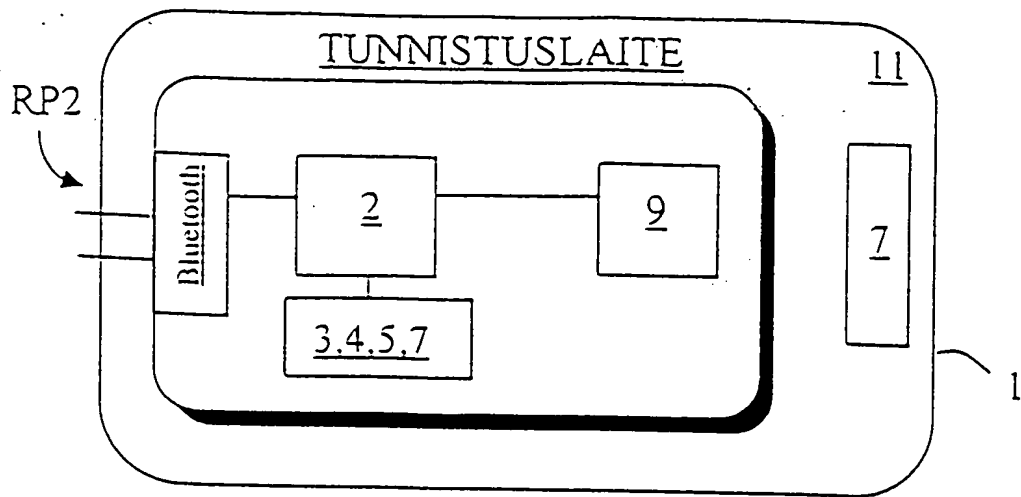 TUNNISTUSLAITE
11
RP2
Bluetooth
2
9
7
3,4,5,7
1